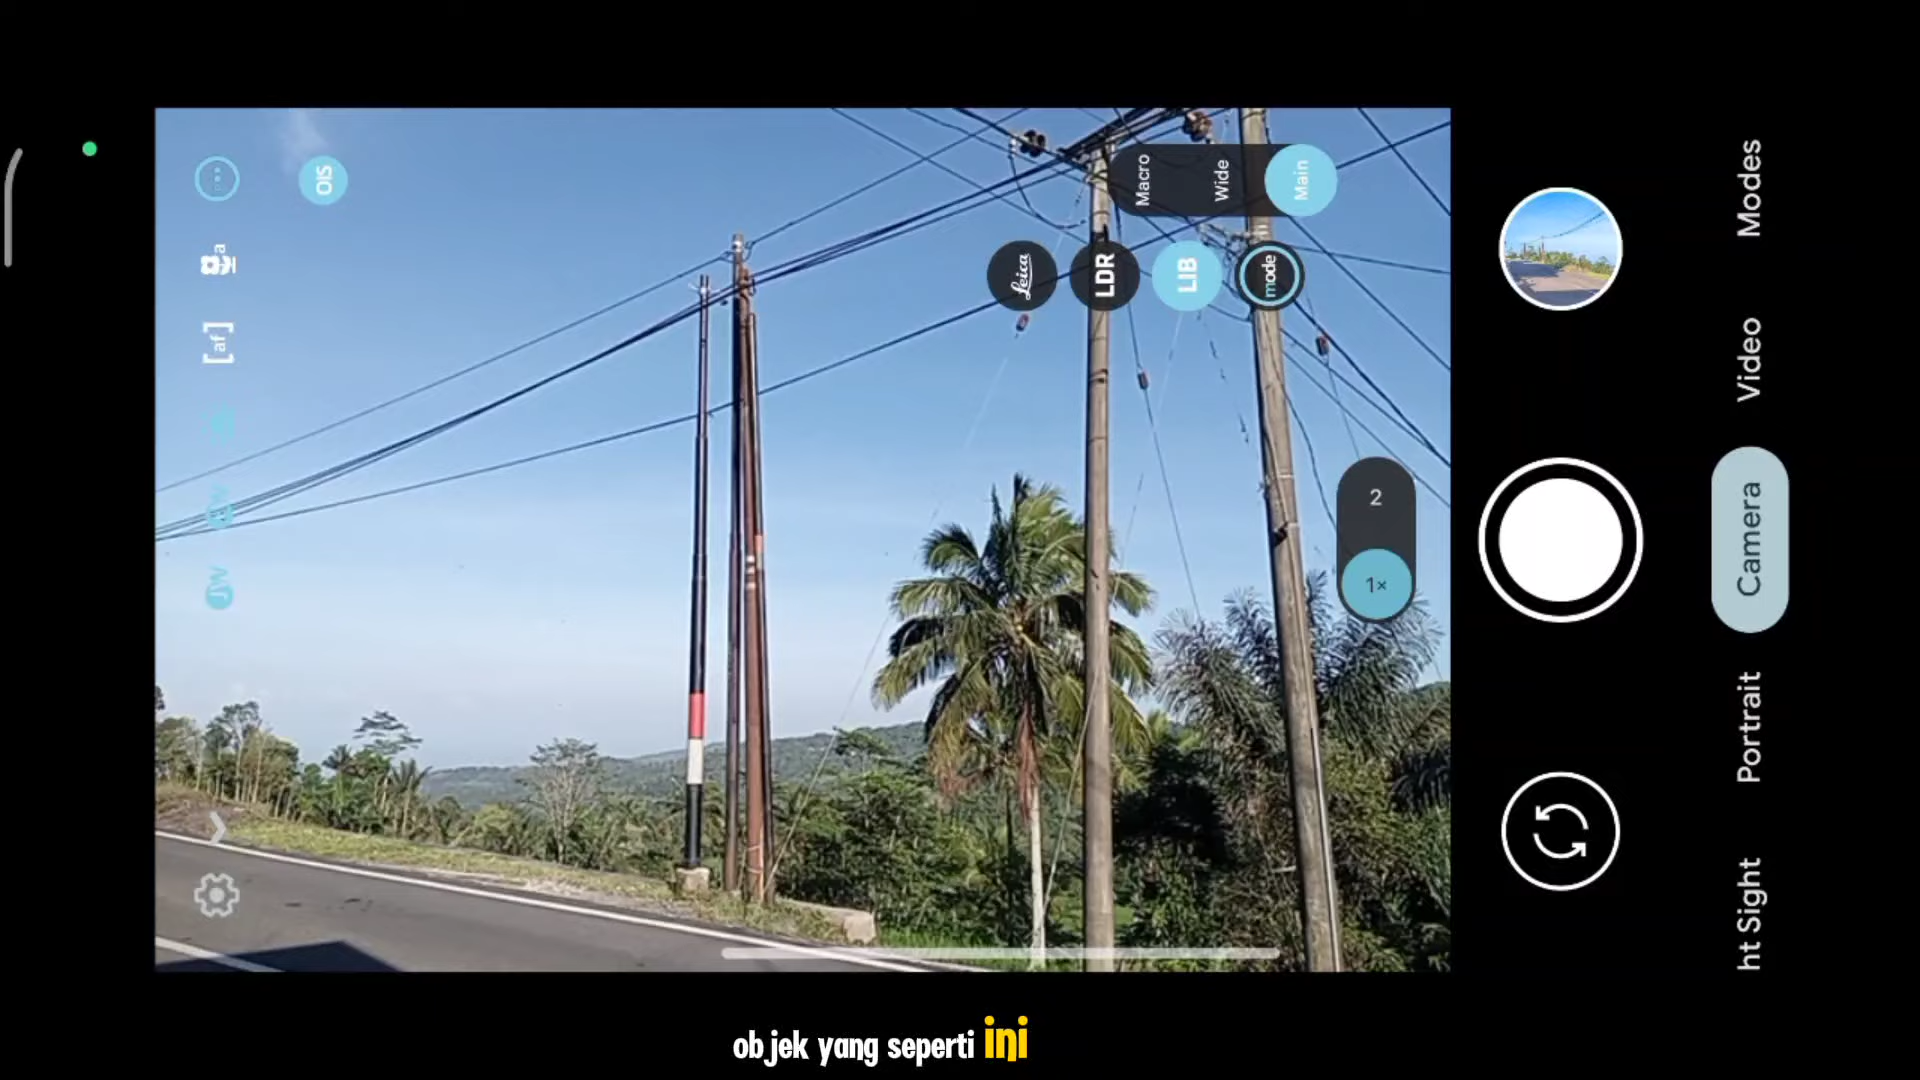 OIS
Macro
Wide
Main
[af]
Leica
LDR
LIB
mode
2
1×
Modes
Video
Camera
Portrait
ht Sight
objek yang seperti ini